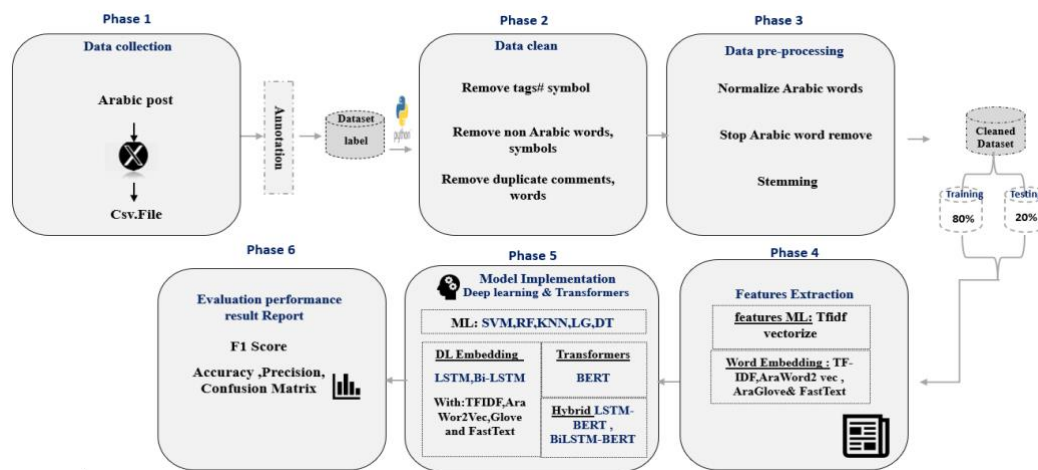 Phase 1
Data collection
Arabic post
X
Csv.File
Annotation
Dataset
label
python
Phase 2
Data clean
Remove tags# symbol
Remove non Arabic words,
symbols
Remove duplicate comments,
words
Phase 3
Data pre-processing
Normalize Arabic words
Stop Arabic word remove
Stemming
Cleaned
Dataset
Training
80%
Testing
20%
Phase 4
Features Extraction
features ML: Tfidf
vectorize
Word Embedding : TF-
IDF,AraWord2 vec ,
AraGlove& FastText
Phase 5
Model Implementation
Deep learning & Transformers
ML: SVM,RF,KNN,LG,DT
DL Embedding
LSTM,Bi-LSTM
With:TFIDF,Ara
Wor2Vec,Glove
and FastText
Transformers
BERT
Hybrid LSTM-
BERT ,
BiLSTM-BERT
Phase 6
Evaluation performance
result Report
F1 Score
Accuracy ,Precision,
Confusion Matrix